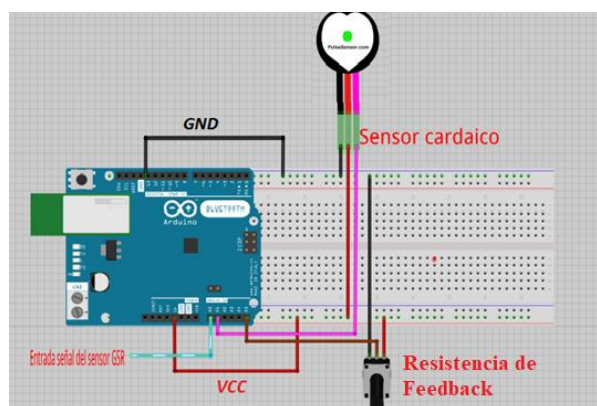 PulseSensor.com
GND
Sensor cardaico
BLUETOOTH
Arduino
Entrada señal del sensor GSR
VCC
Resistencia de
Feedback